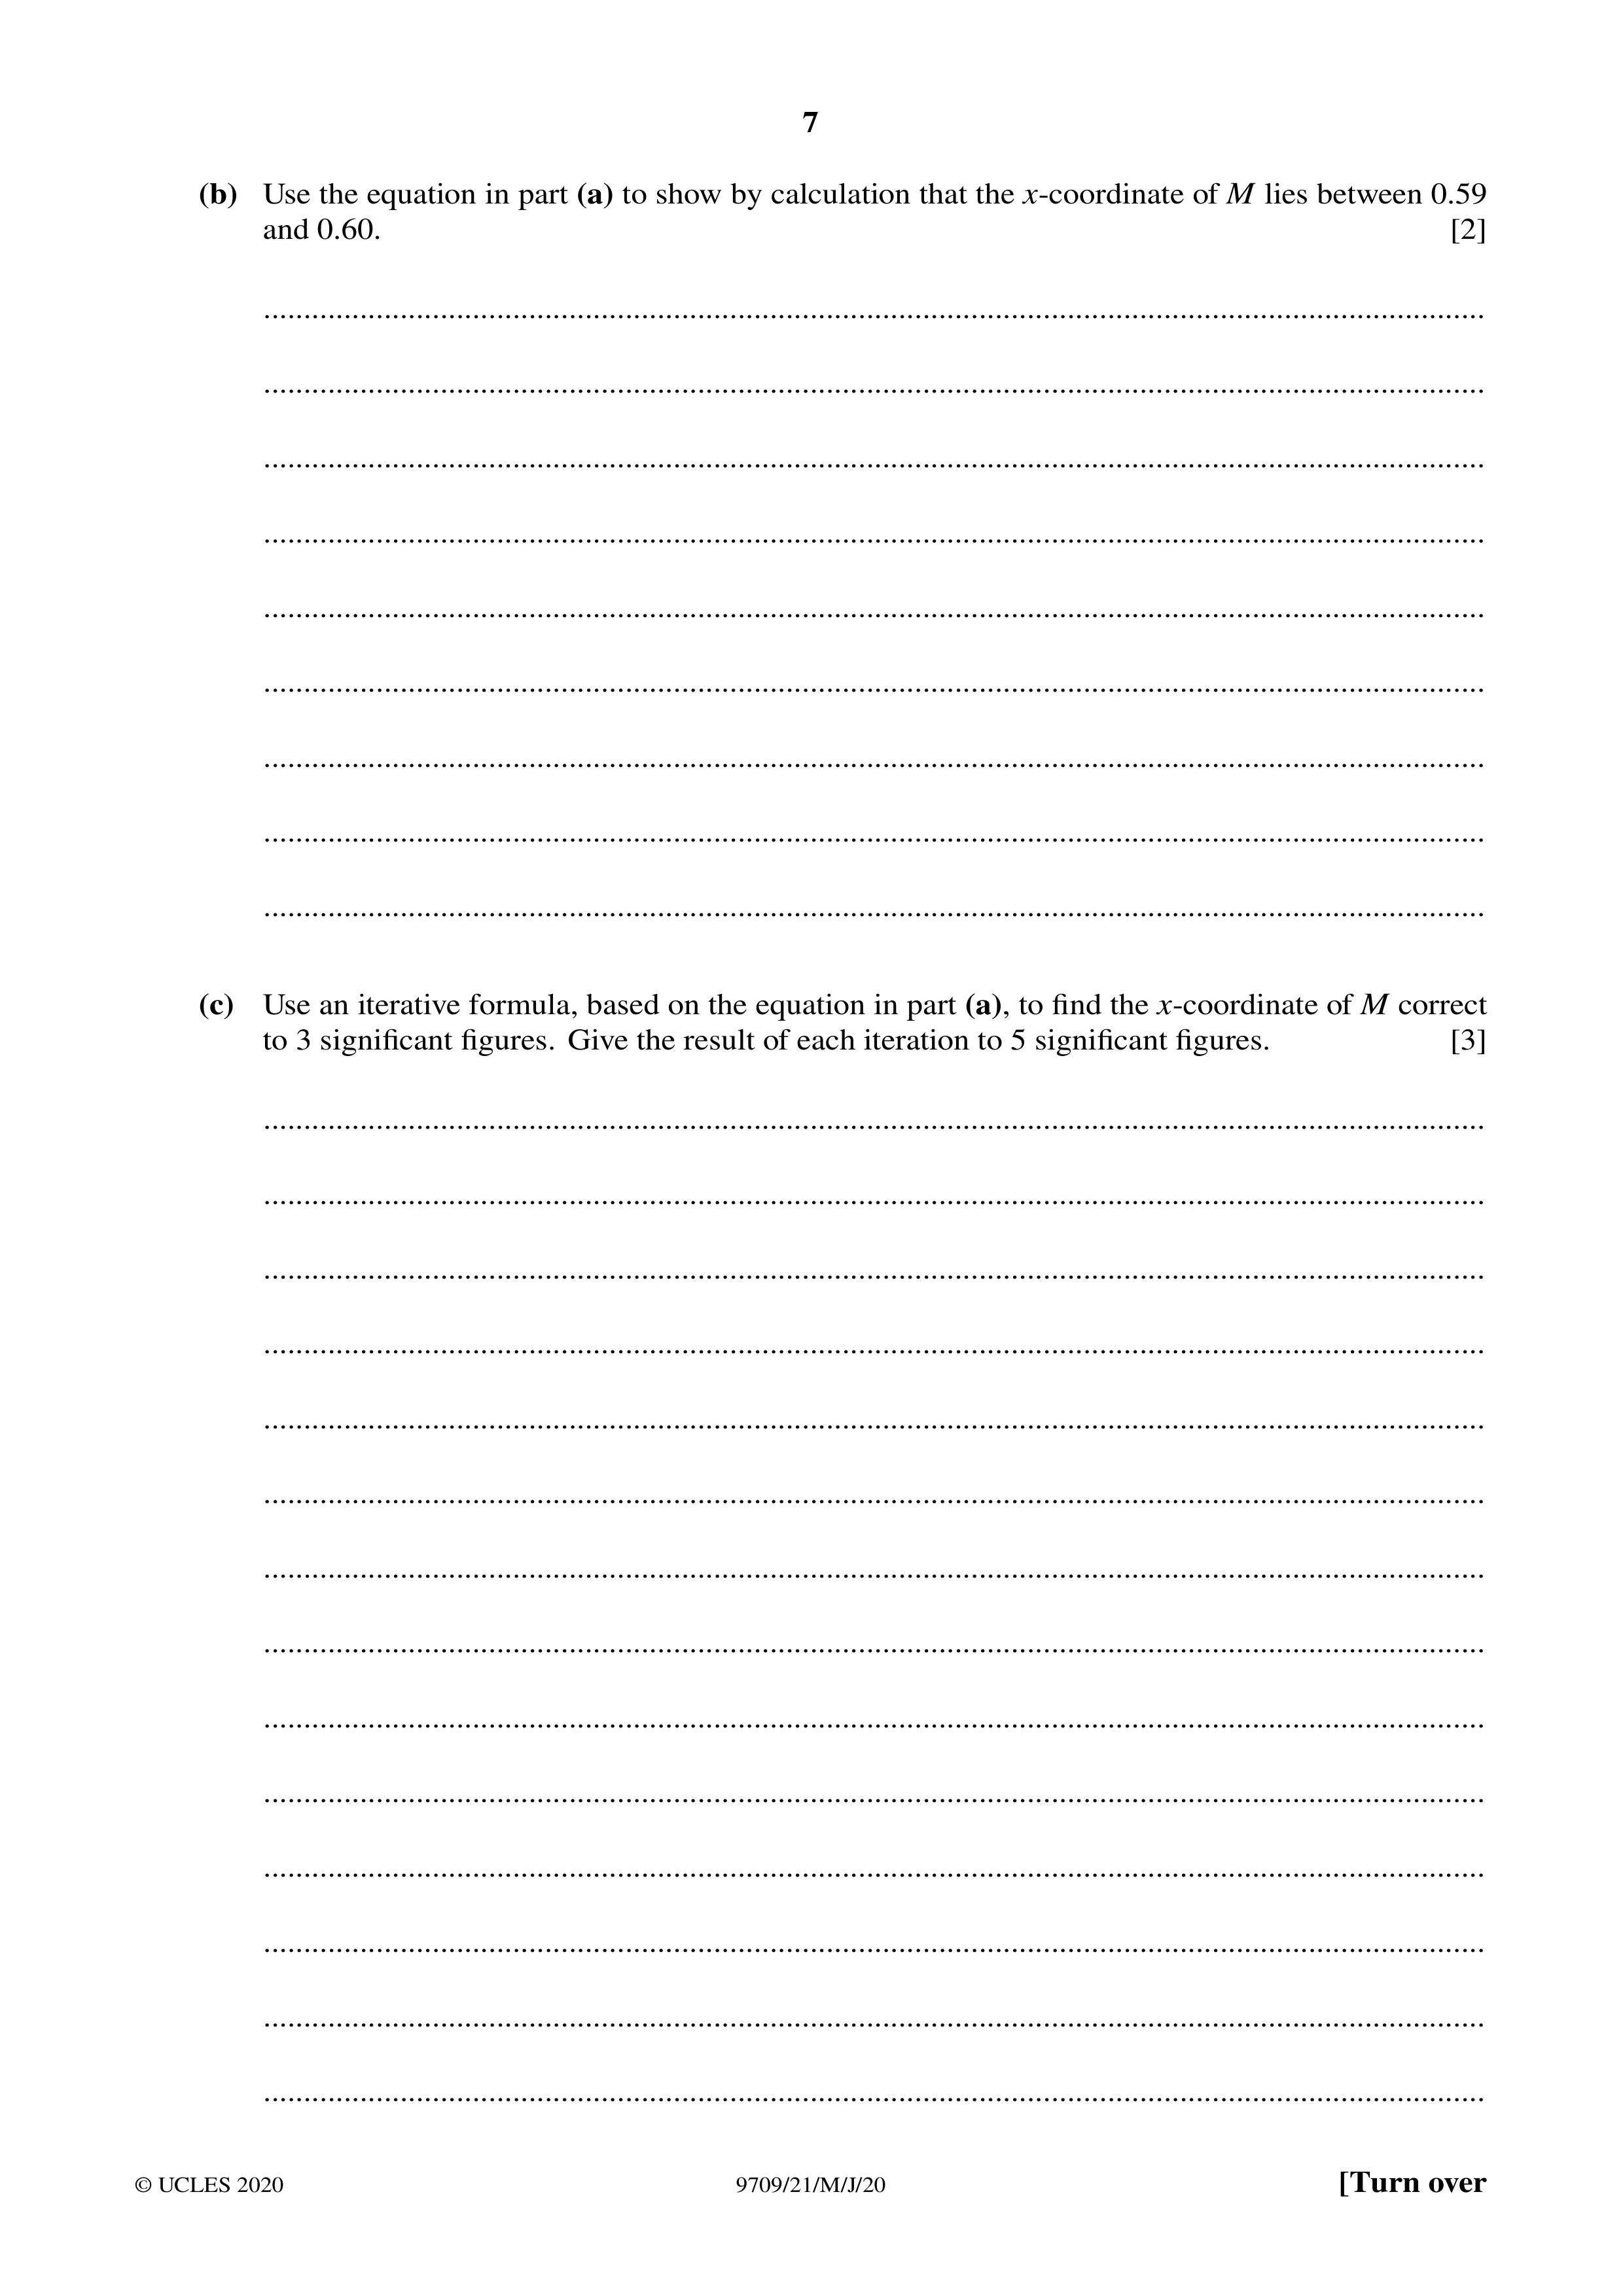 7
(b) Use the equation in part (a) to show by calculation that the x-coordinate of M lies between 0.59
and 0.60. [2]
(c) Use an iterative formula, based on the equation in part (a), to find the x-coordinate of M correct
to 3 significant figures. Give the result of each iteration to 5 significant figures. [3]
© UCLES 2020 9709/21/M/J/20 [Turn over